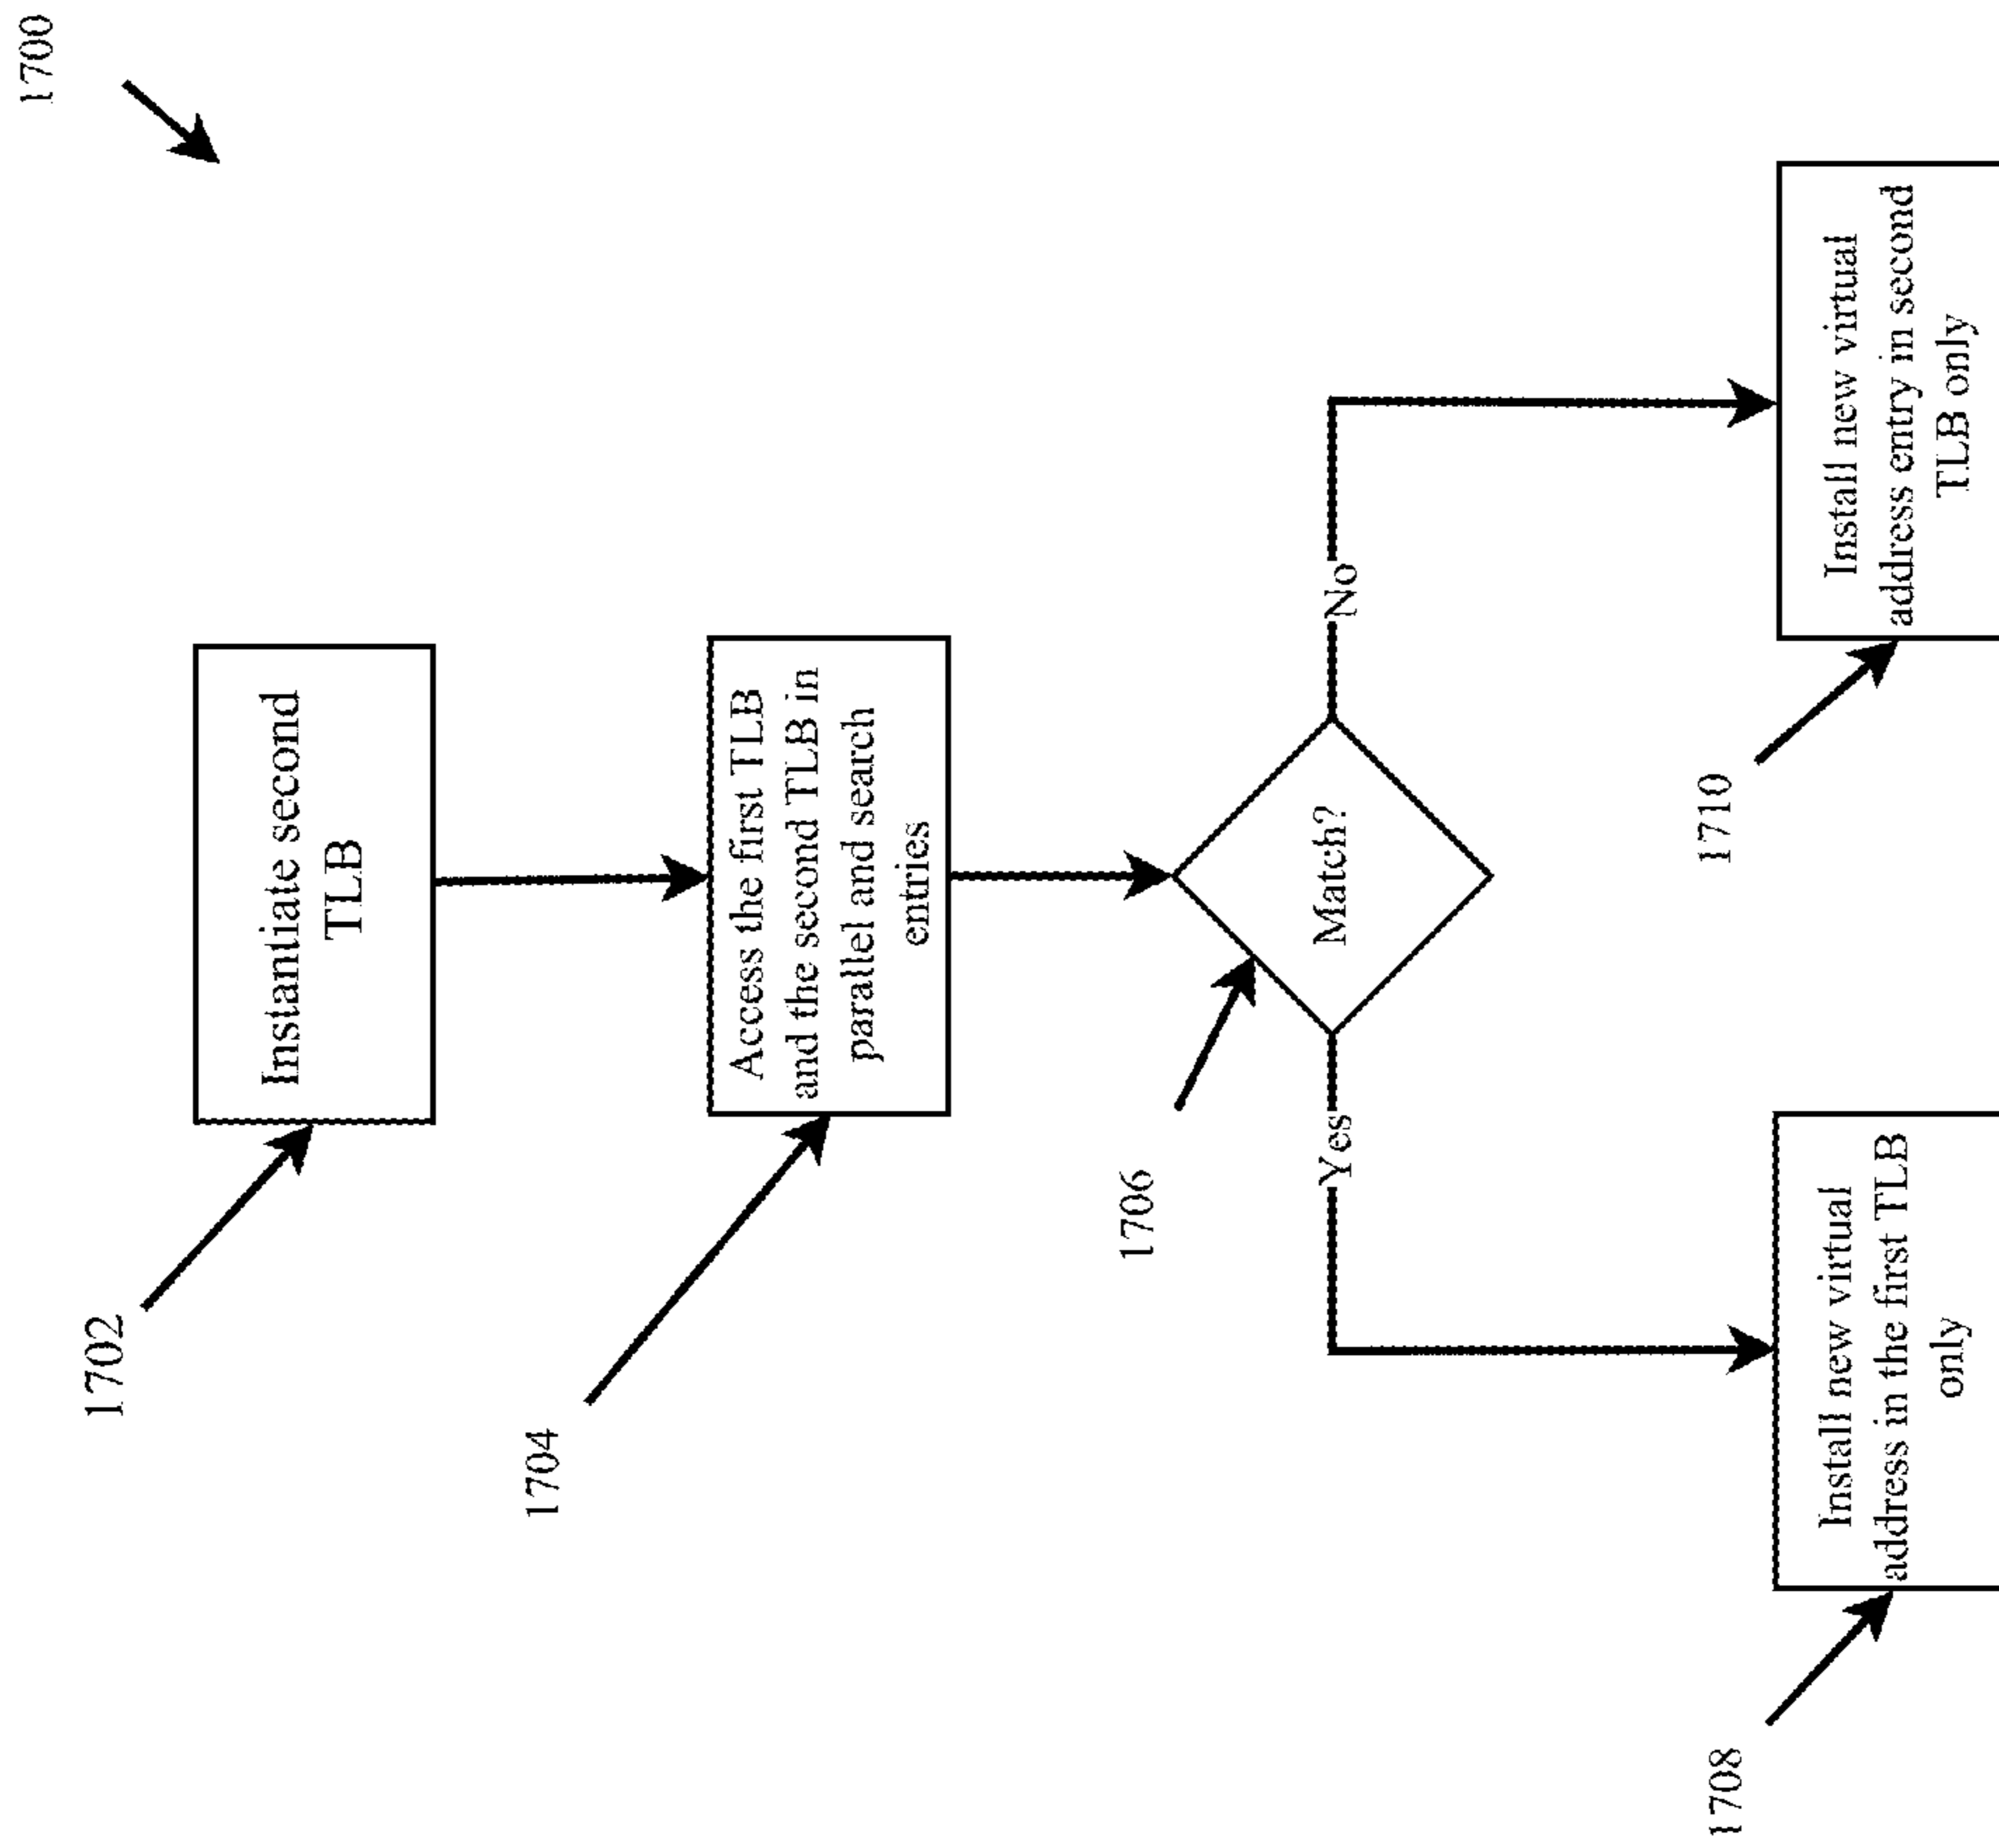 1700
1702
Instantiate second
TLB
1704
Access the first TLB
and the second TLB in
parallel and search
entries
1706
Match?
Yes
No
1708
Install new virtual
address in the first TLB
only
1710
Install new virtual
address entry in second
TLB only